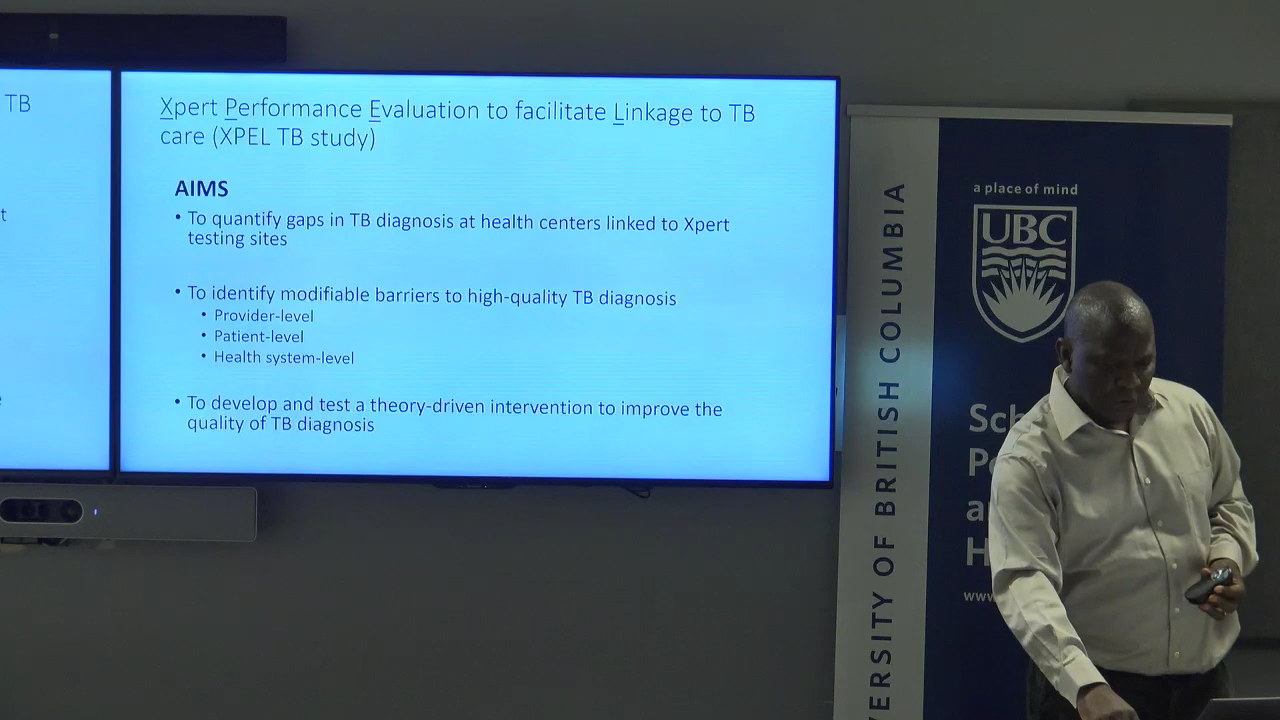 TB
t
Xpert Performance Evaluation to facilitate Linkage to TB
care (XPEL TB study)
AIMS
• To quantify gaps in TB diagnosis at health centers linked to Xpert
testing sites
• To identify modifiable barriers to high-quality TB diagnosis
• Provider-level
• Patient-level
• Health system-level
• To develop and test a theory-driven intervention to improve the
quality of TB diagnosis
VERSITY OF BRITISH COLUMBIA
a place of mind
UBC
Sch
P
a
H
www.